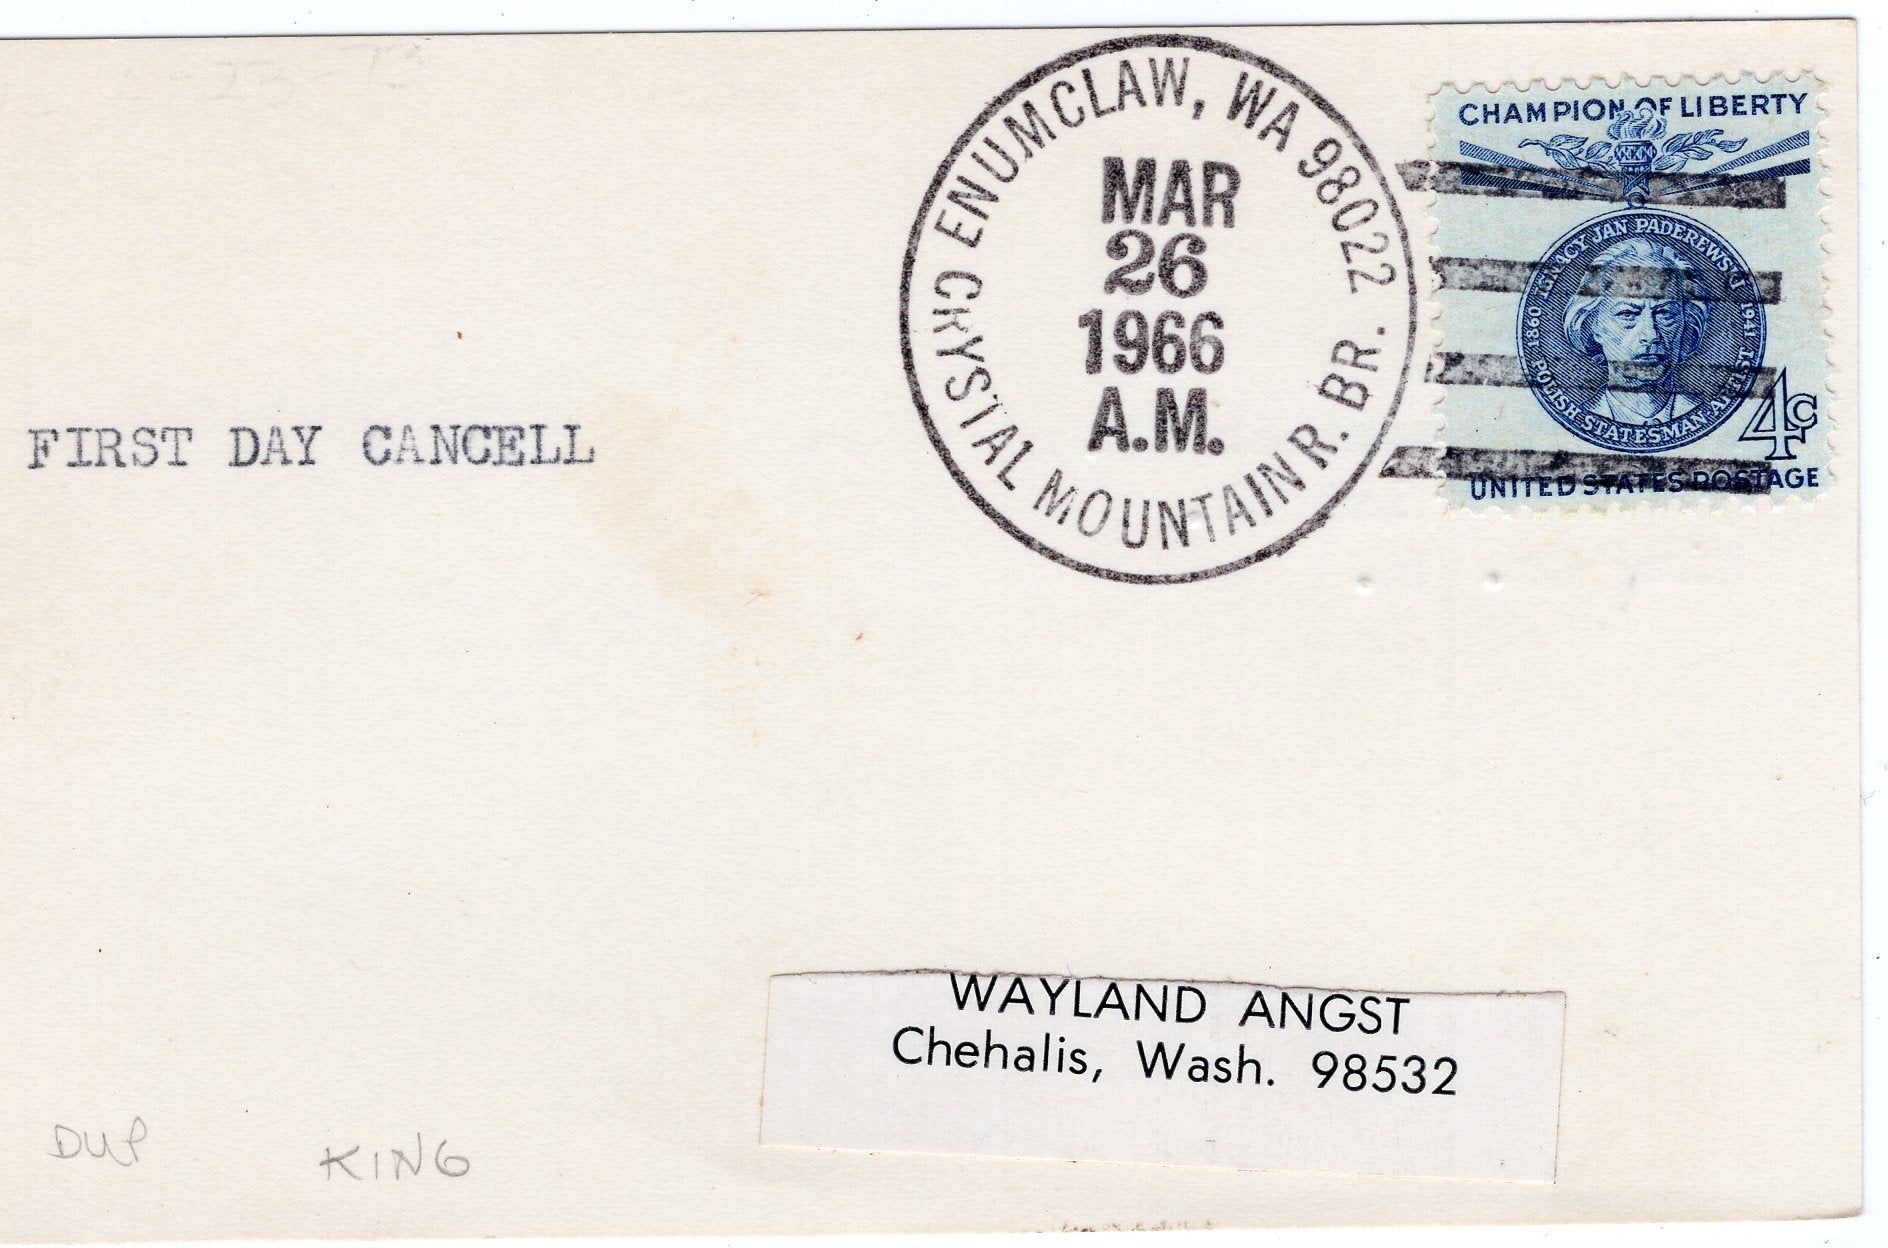 ENUMCLAW, WA 98022
MAR
26
1966
A.M.
CRYSTAL MOUNTAIN R. BR.
CHAMPION OF LIBERTY
1860 IGNACY JAN PADEREWSKI 1941
POLISH STATESMAN ARTIST
4c
UNITED STATES POSTAGE
FIRST DAY CANCELL
WAYLAND ANGST
Chehalis, Wash. 98532
DUP
KING